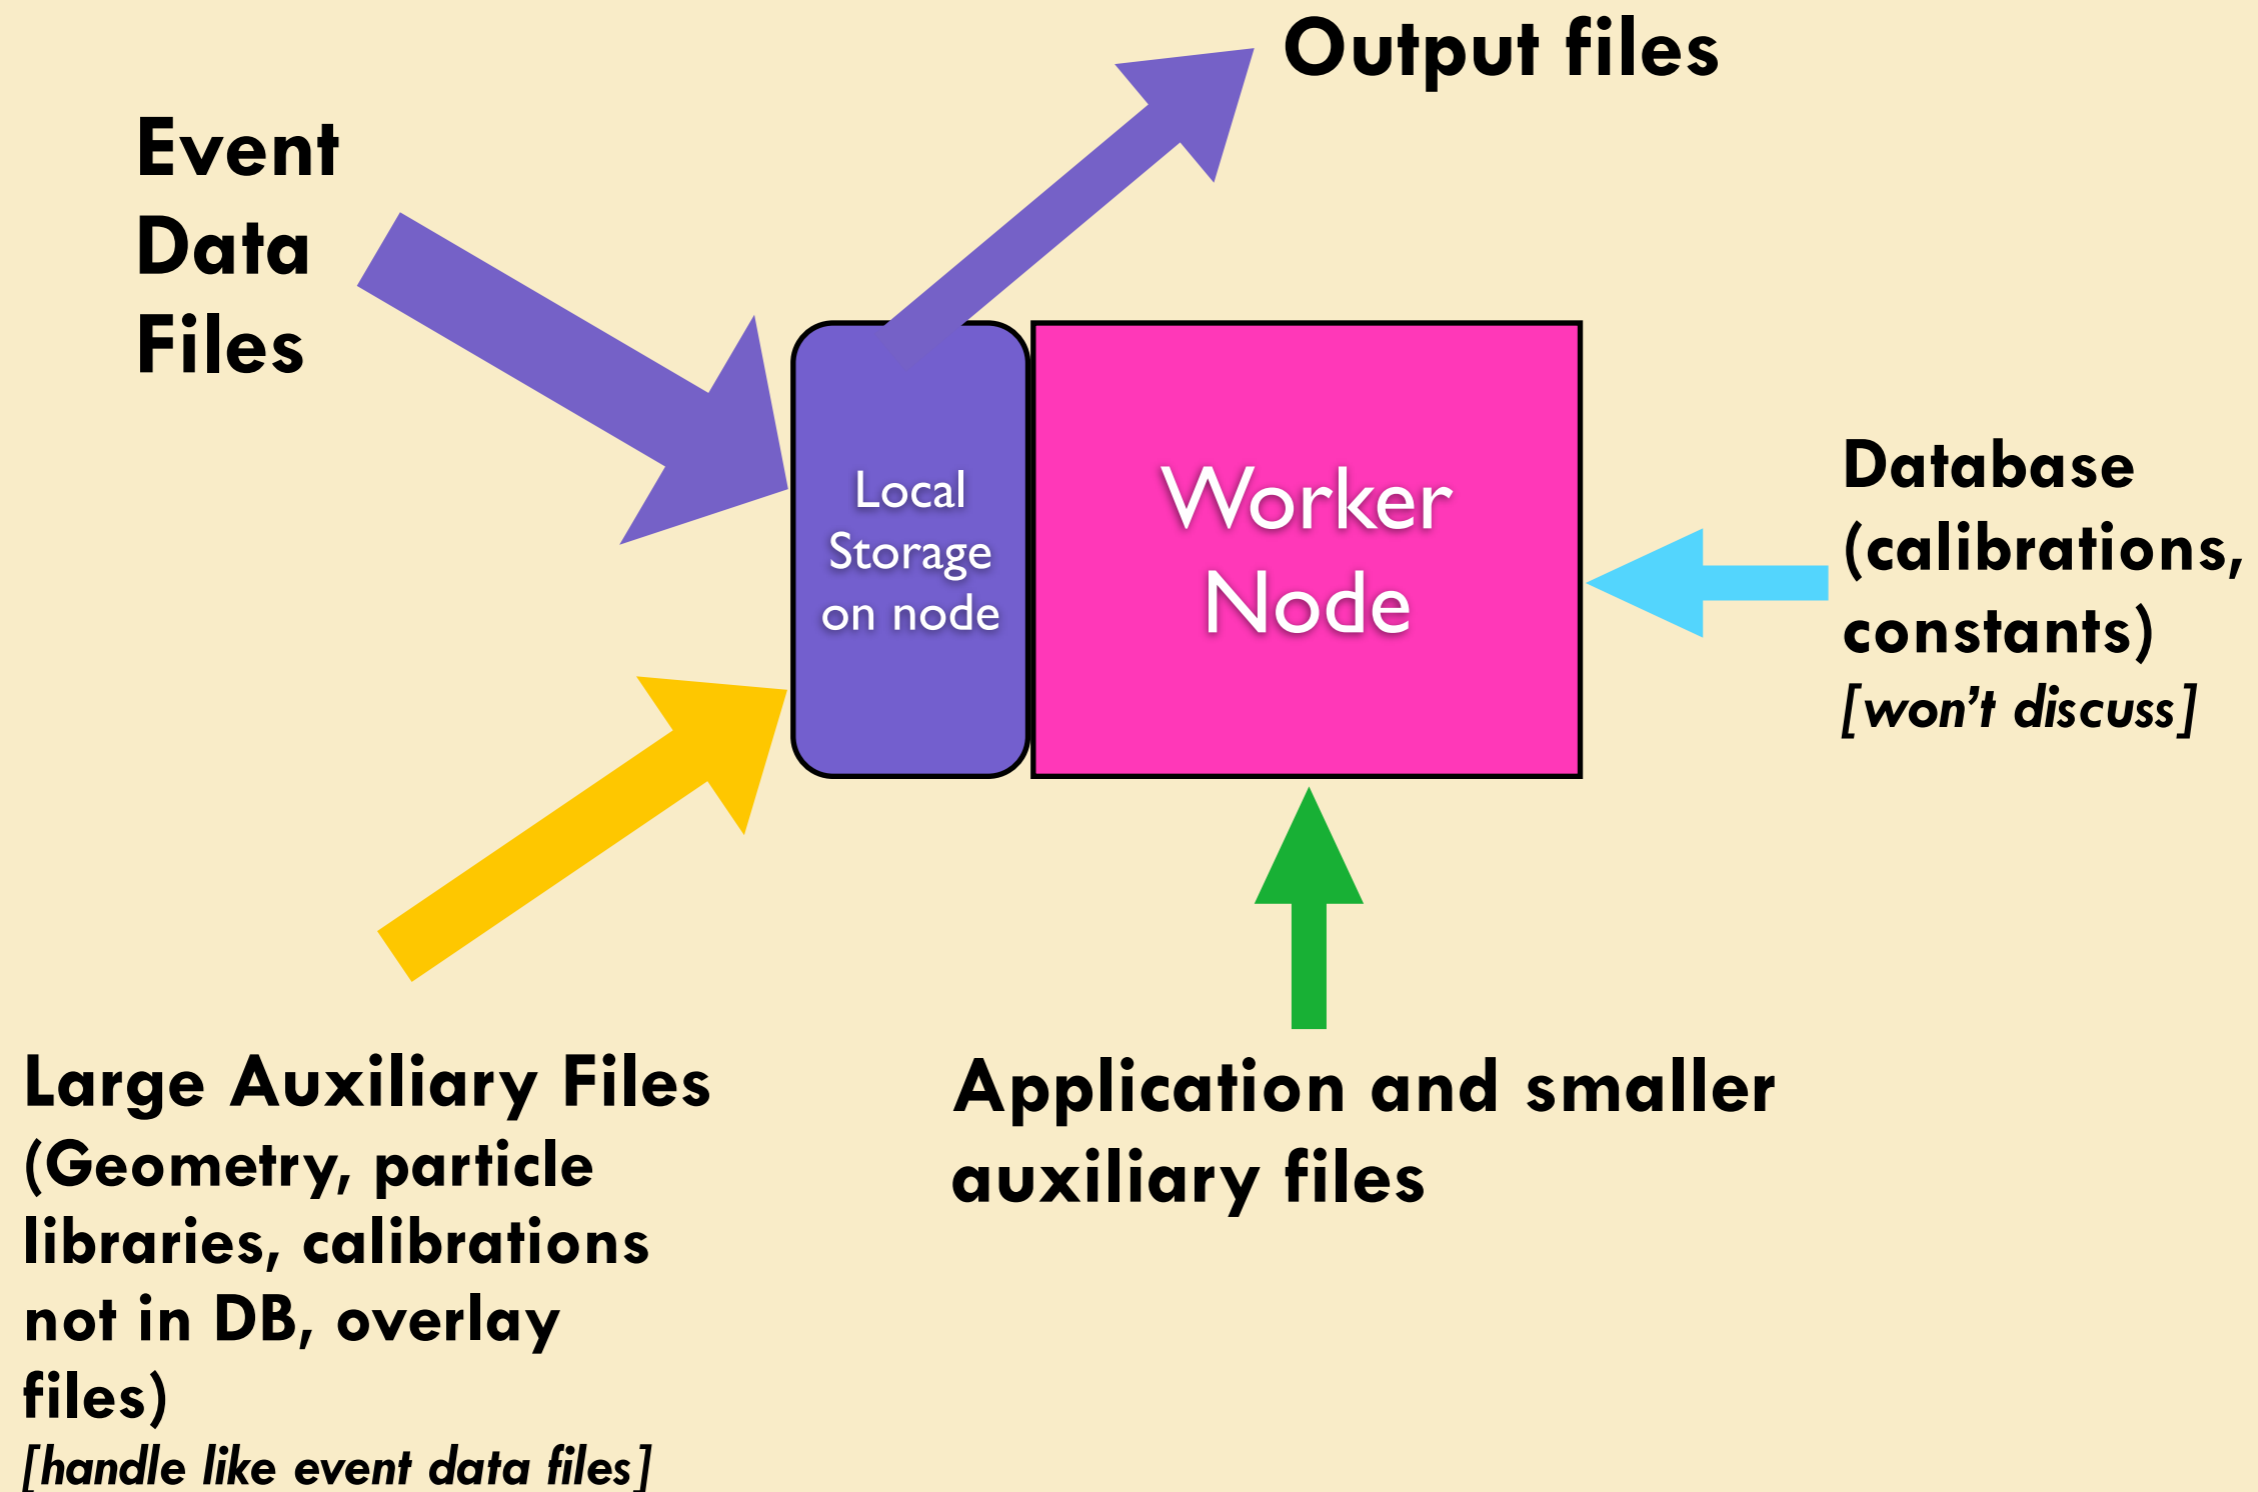 Output files
Event
Data
Files
Local
Storage
on node
Worker
Node
Database
(calibrations,
constants)
[won’t discuss]
Large Auxiliary Files
(Geometry, particle
libraries, calibrations
not in DB, overlay
files)
[handle like event data files]
Application and smaller
auxiliary files